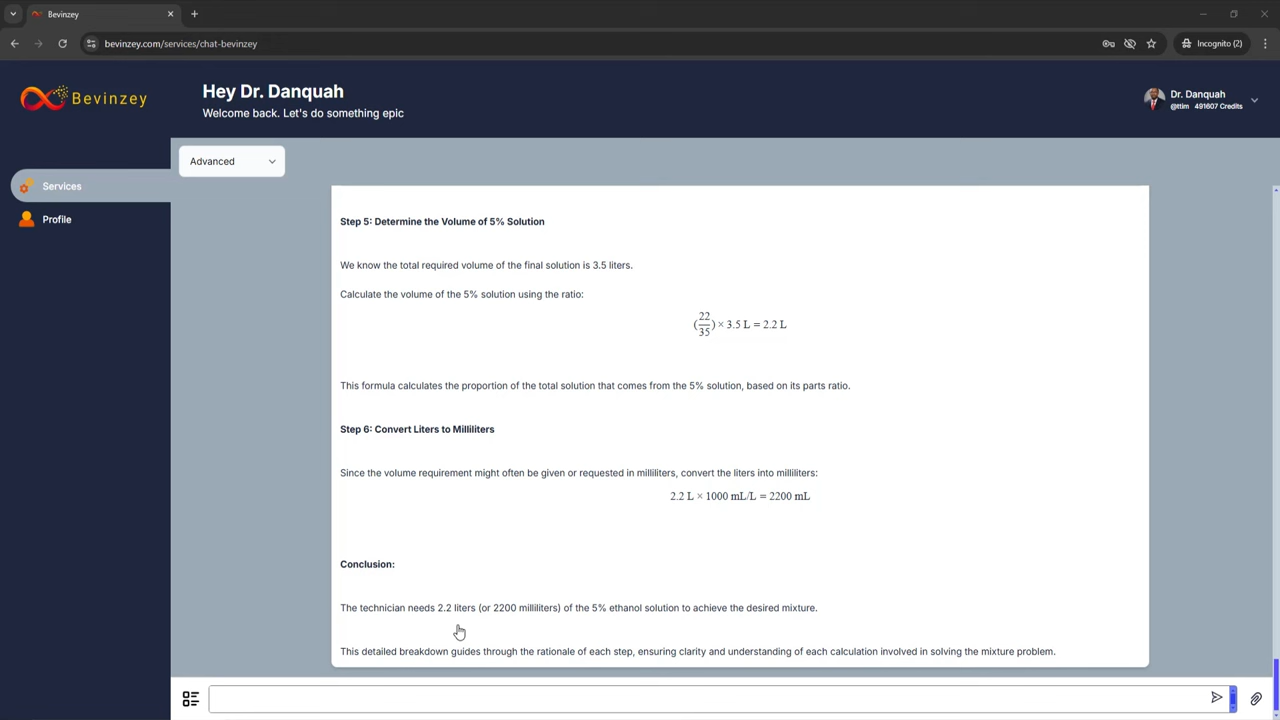 Bevinzey
bevinzey.com/services/chat-bevinzey
Incognito (2)
Bevinzey
Hey Dr. Danquah
Welcome back. Let's do something epic
Dr. Danquah
@ttim 491607 Credits
Advanced
Services
Profile
Step 5: Determine the Volume of 5% Solution
We know the total required volume of the final solution is 3.5 liters.
Calculate the volume of the 5% solution using the ratio:
(22/35) × 3.5 L = 2.2 L
This formula calculates the proportion of the total solution that comes from the 5% solution, based on its parts ratio.
Step 6: Convert Liters to Milliliters
Since the volume requirement might often be given or requested in milliliters, convert the liters into milliliters:
2.2 L × 1000 mL/L = 2200 mL
Conclusion:
The technician needs 2.2 liters (or 2200 milliliters) of the 5% ethanol solution to achieve the desired mixture.
This detailed breakdown guides through the rationale of each step, ensuring clarity and understanding of each calculation involved in solving the mixture problem.